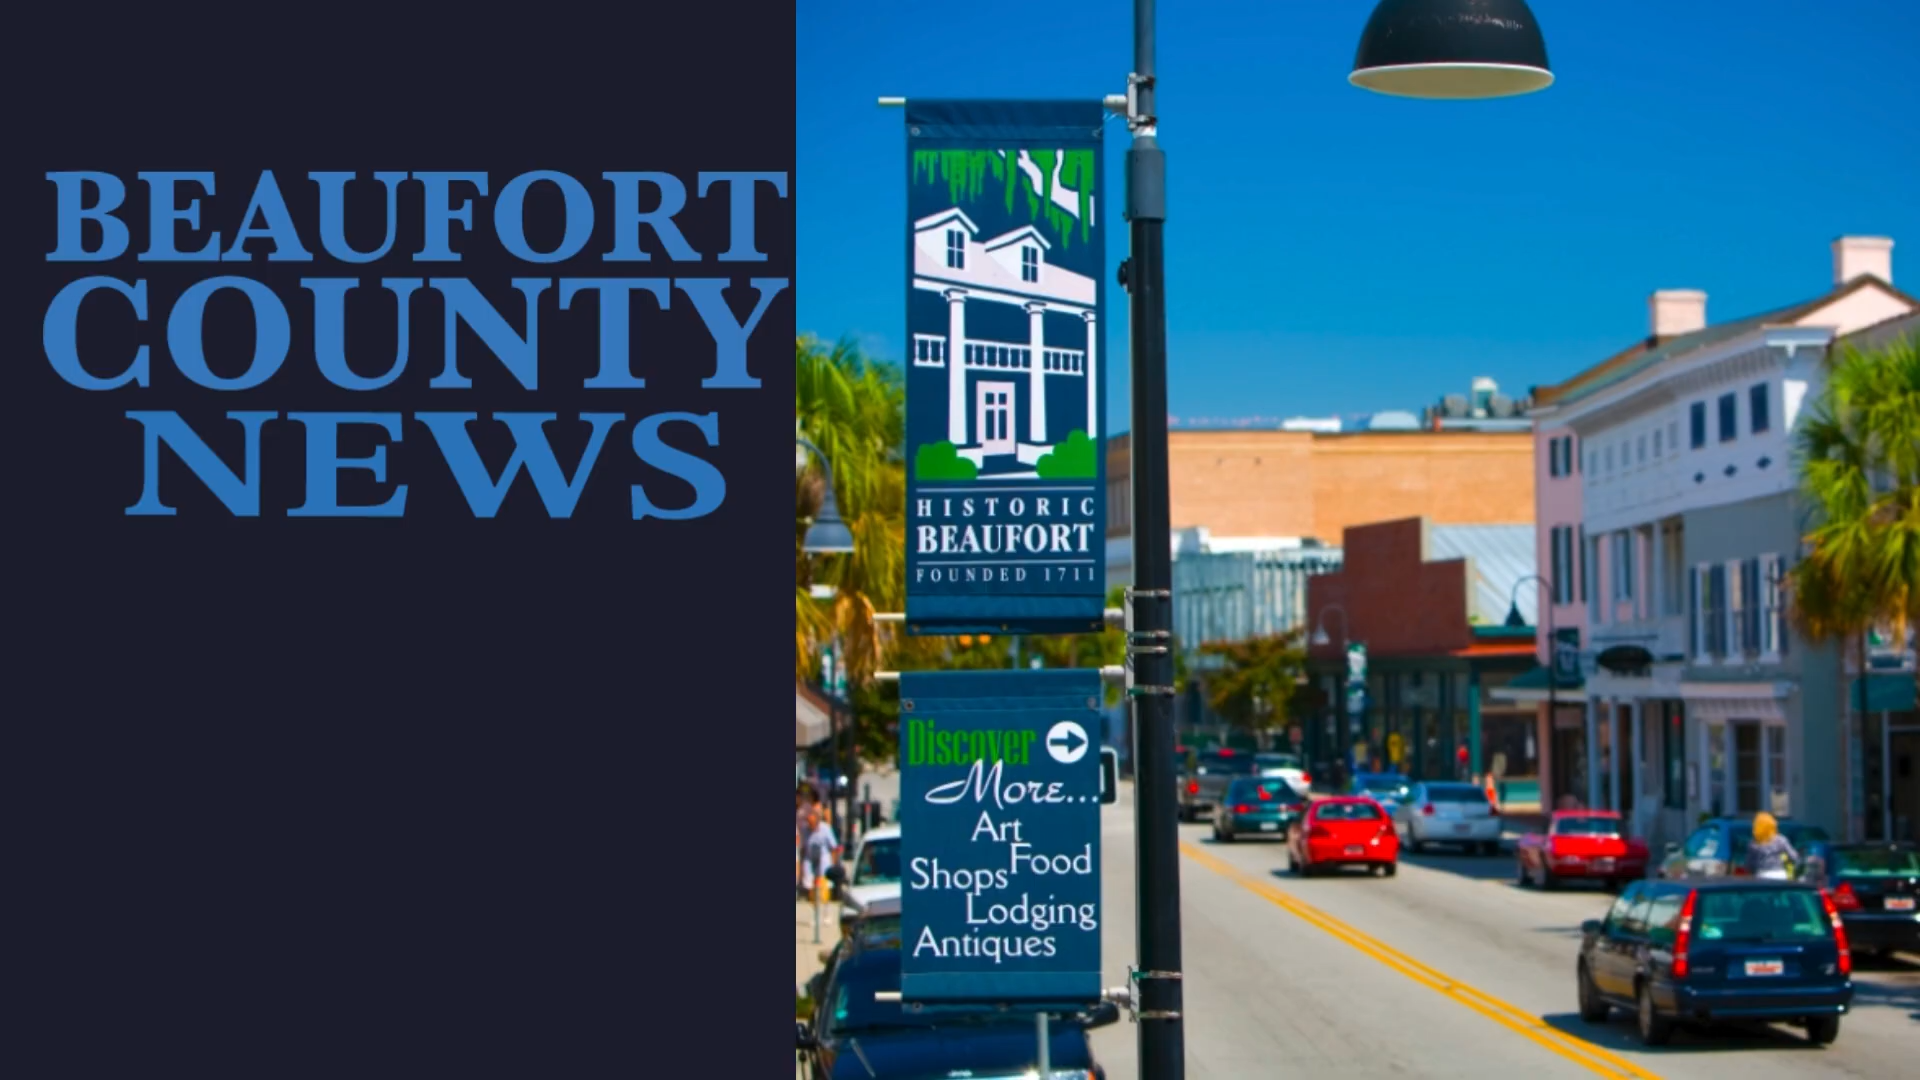 BEAUFORT
COUNTY
NEWS
HISTORIC
BEAUFORT
FOUNDED 1711
Discover
More...
Art
Food
Shops
Lodging
Antiques